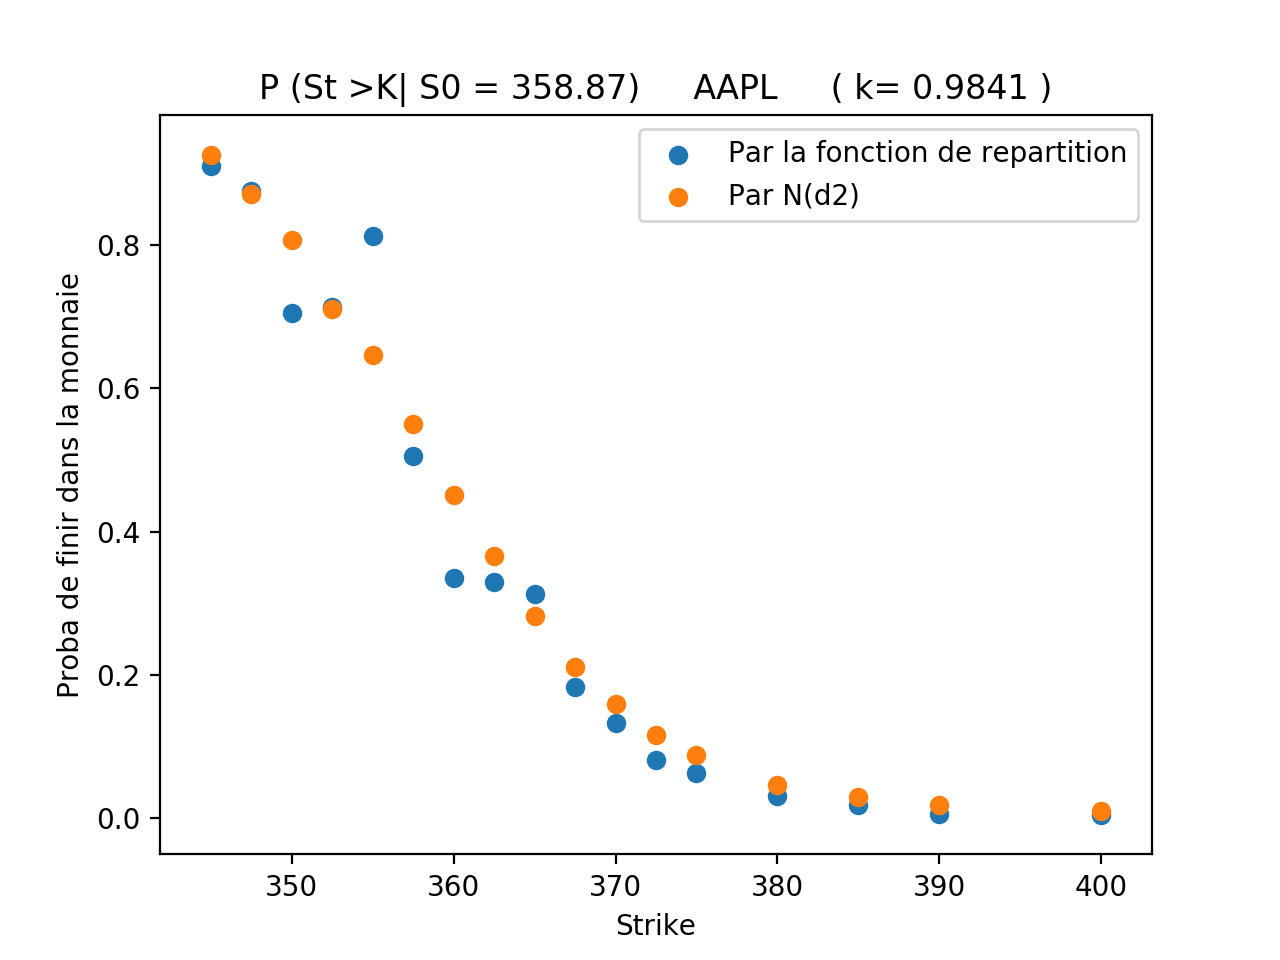 P (St >K| S0 = 358.87)     AAPL     ( k= 0.9841 )
Par la fonction de repartition
Par N(d2)
Proba de finir dans la monnaie
0.8
0.6
0.4
0.2
0.0
350 360 370 380 390 400
Strike